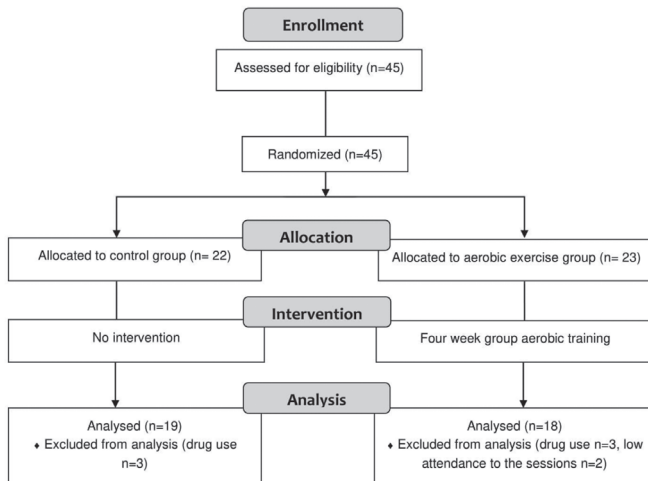 Enrollment
Assessed for eligibility (n=45)
Randomized (n=45)
Allocation
Allocated to control group (n= 22)
Allocated to aerobic exercise group (n= 23)
Intervention
No intervention
Four week group aerobic training
Analysis
Analysed (n=19)
♦ Excluded from analysis (drug use
n=3)
Analysed (n=18)
♦ Excluded from analysis (drug use n=3, low
attendance to the sessions n=2)